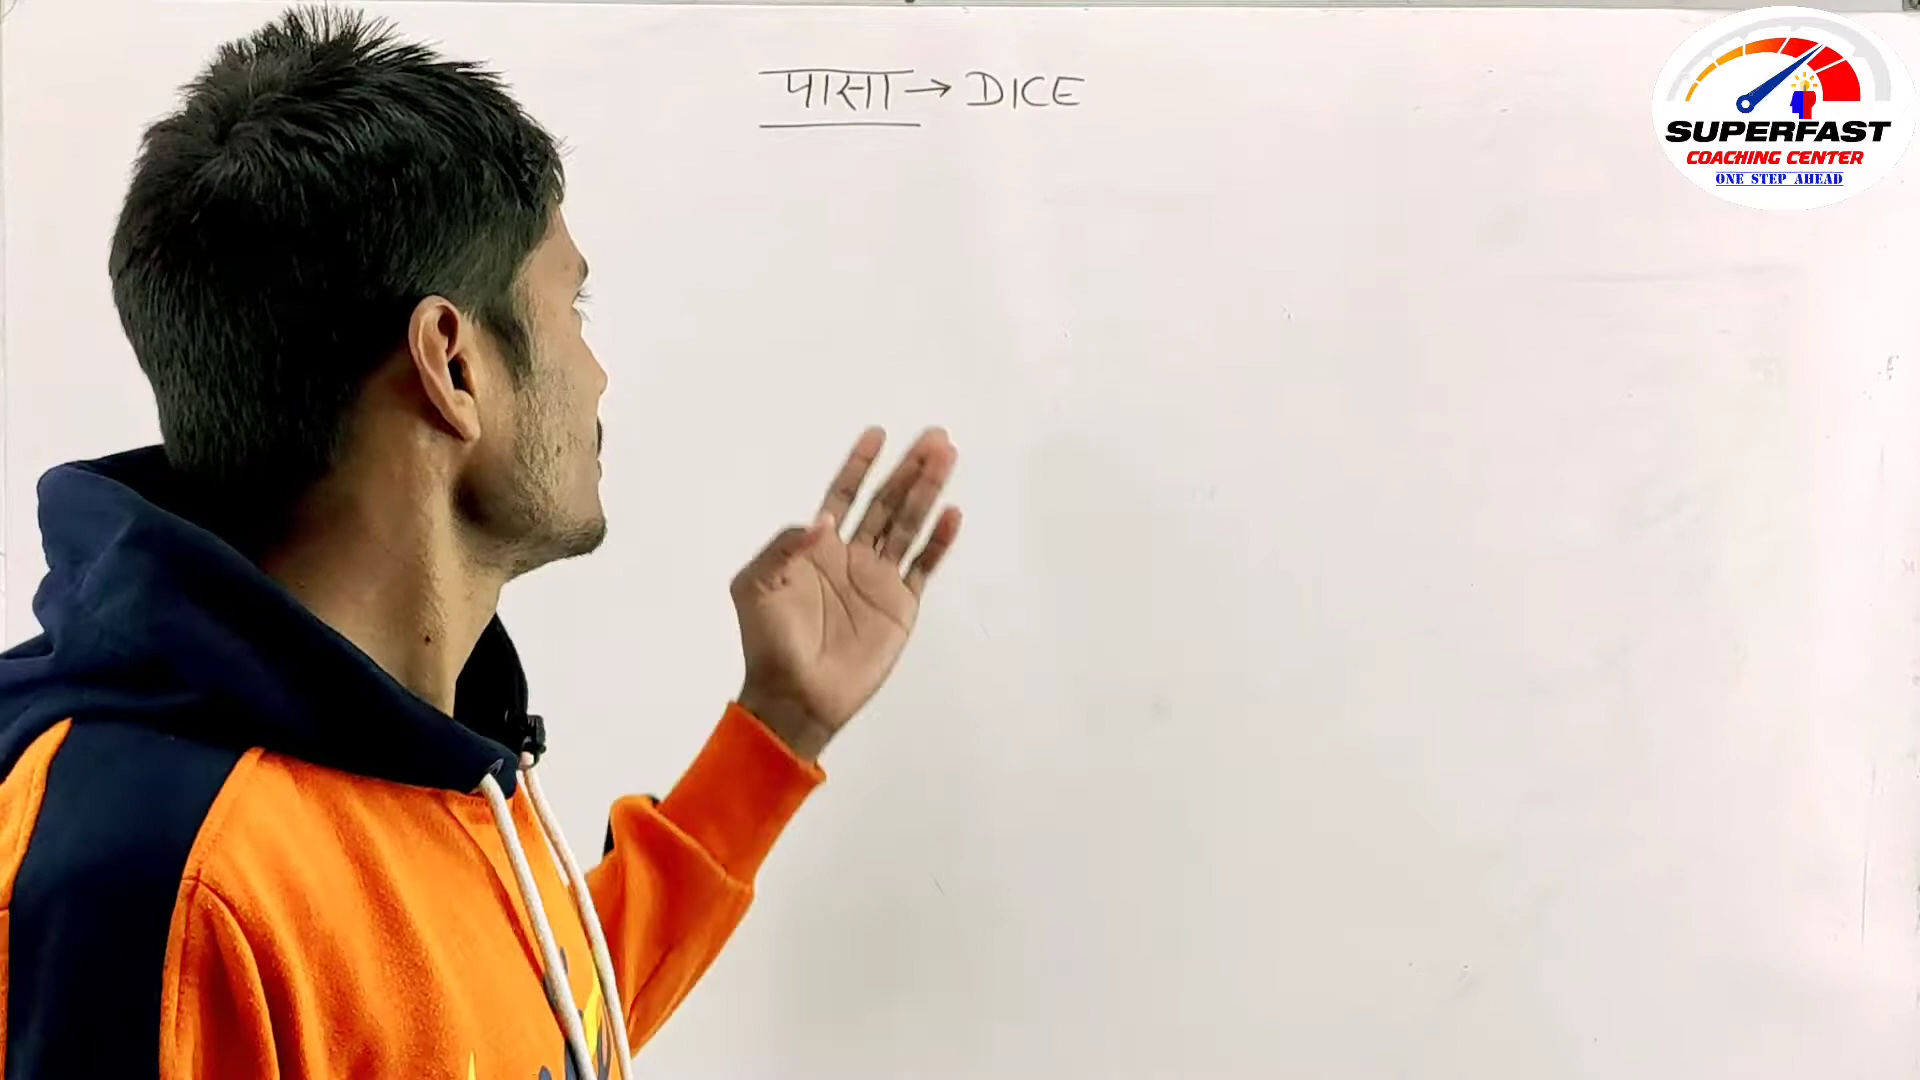 पासा → DICE
SUPERFAST
COACHING CENTER
ONE STEP AHEAD